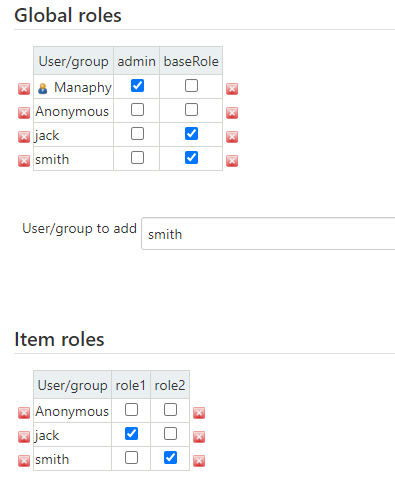 Global roles
User/group admin baseRole
Manaphy
Anonymous
jack
smith
User/group to add smith
Item roles
User/group role1 role2
Anonymous
jack
smith